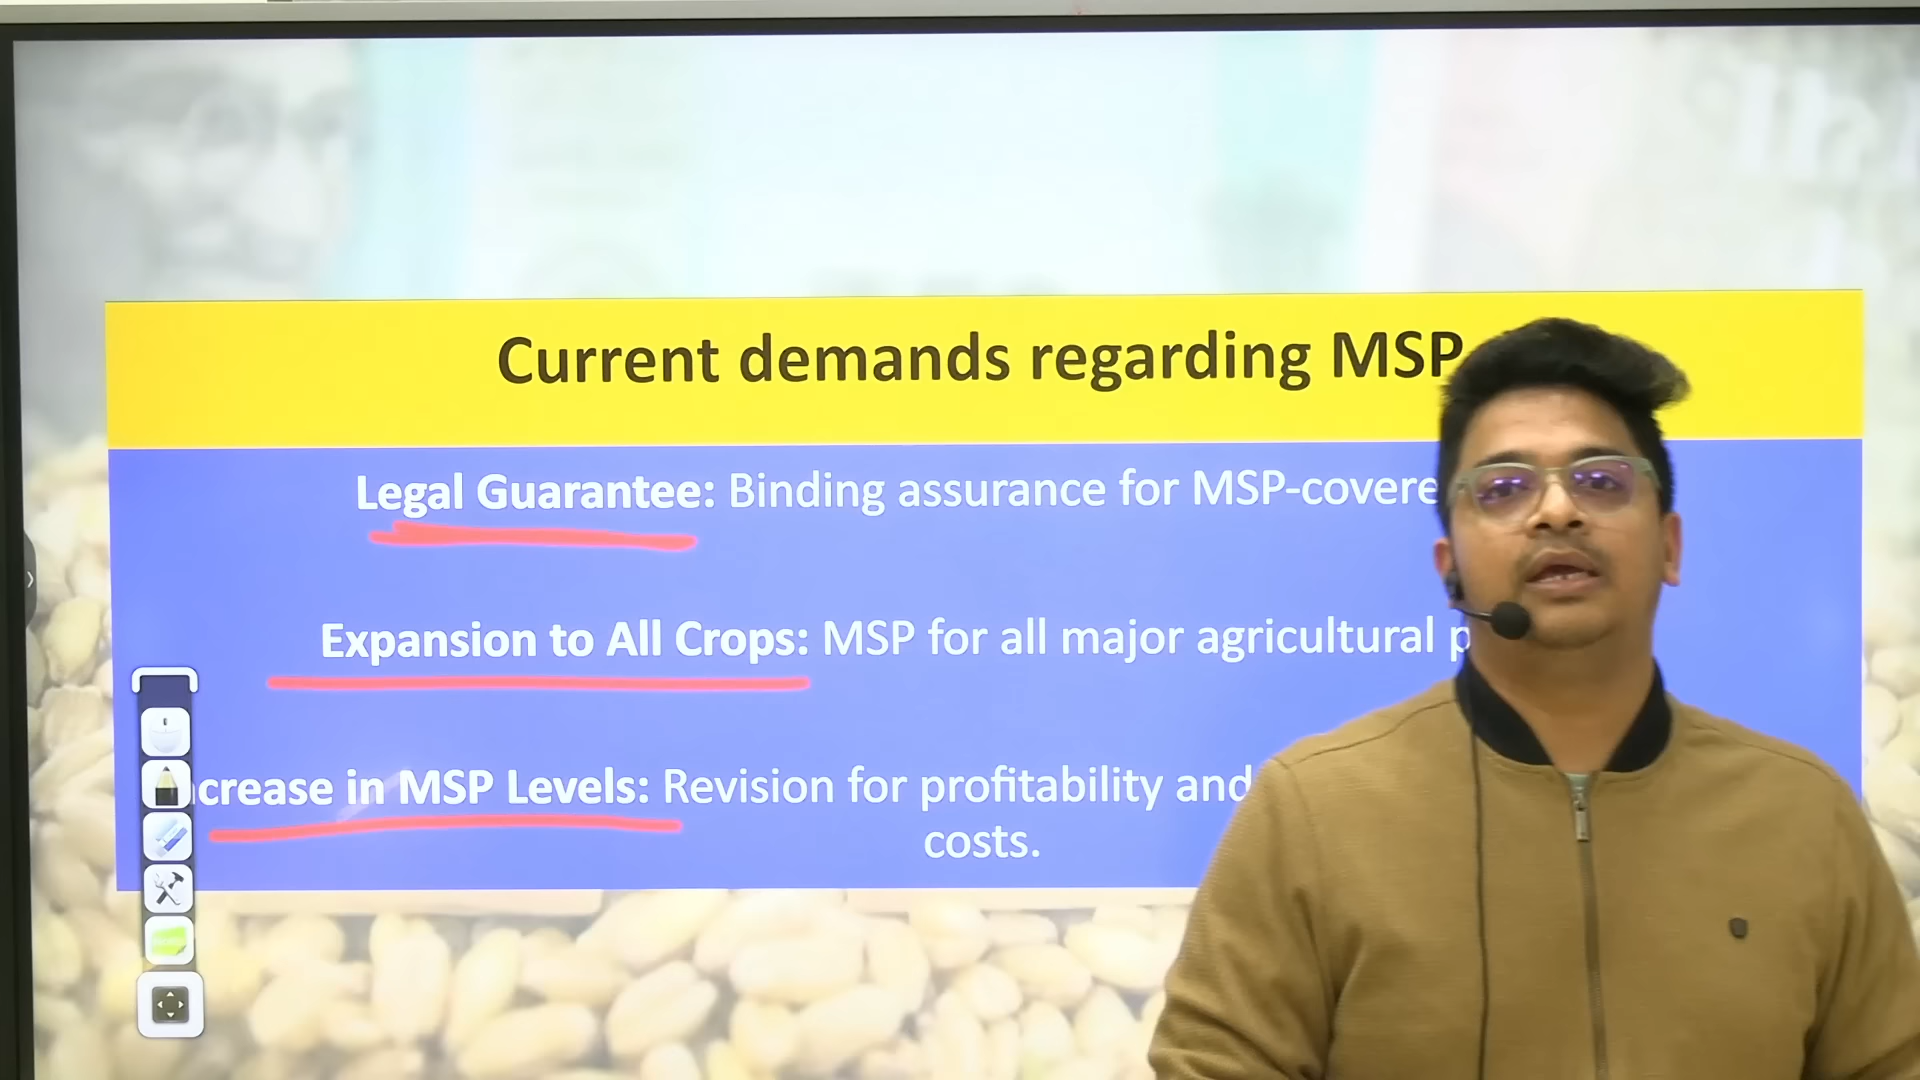 Current demands regarding MSP
Legal Guarantee: Binding assurance for MSP-covere
Expansion to All Crops: MSP for all major agricultural p
crease in MSP Levels: Revision for profitability and
costs.